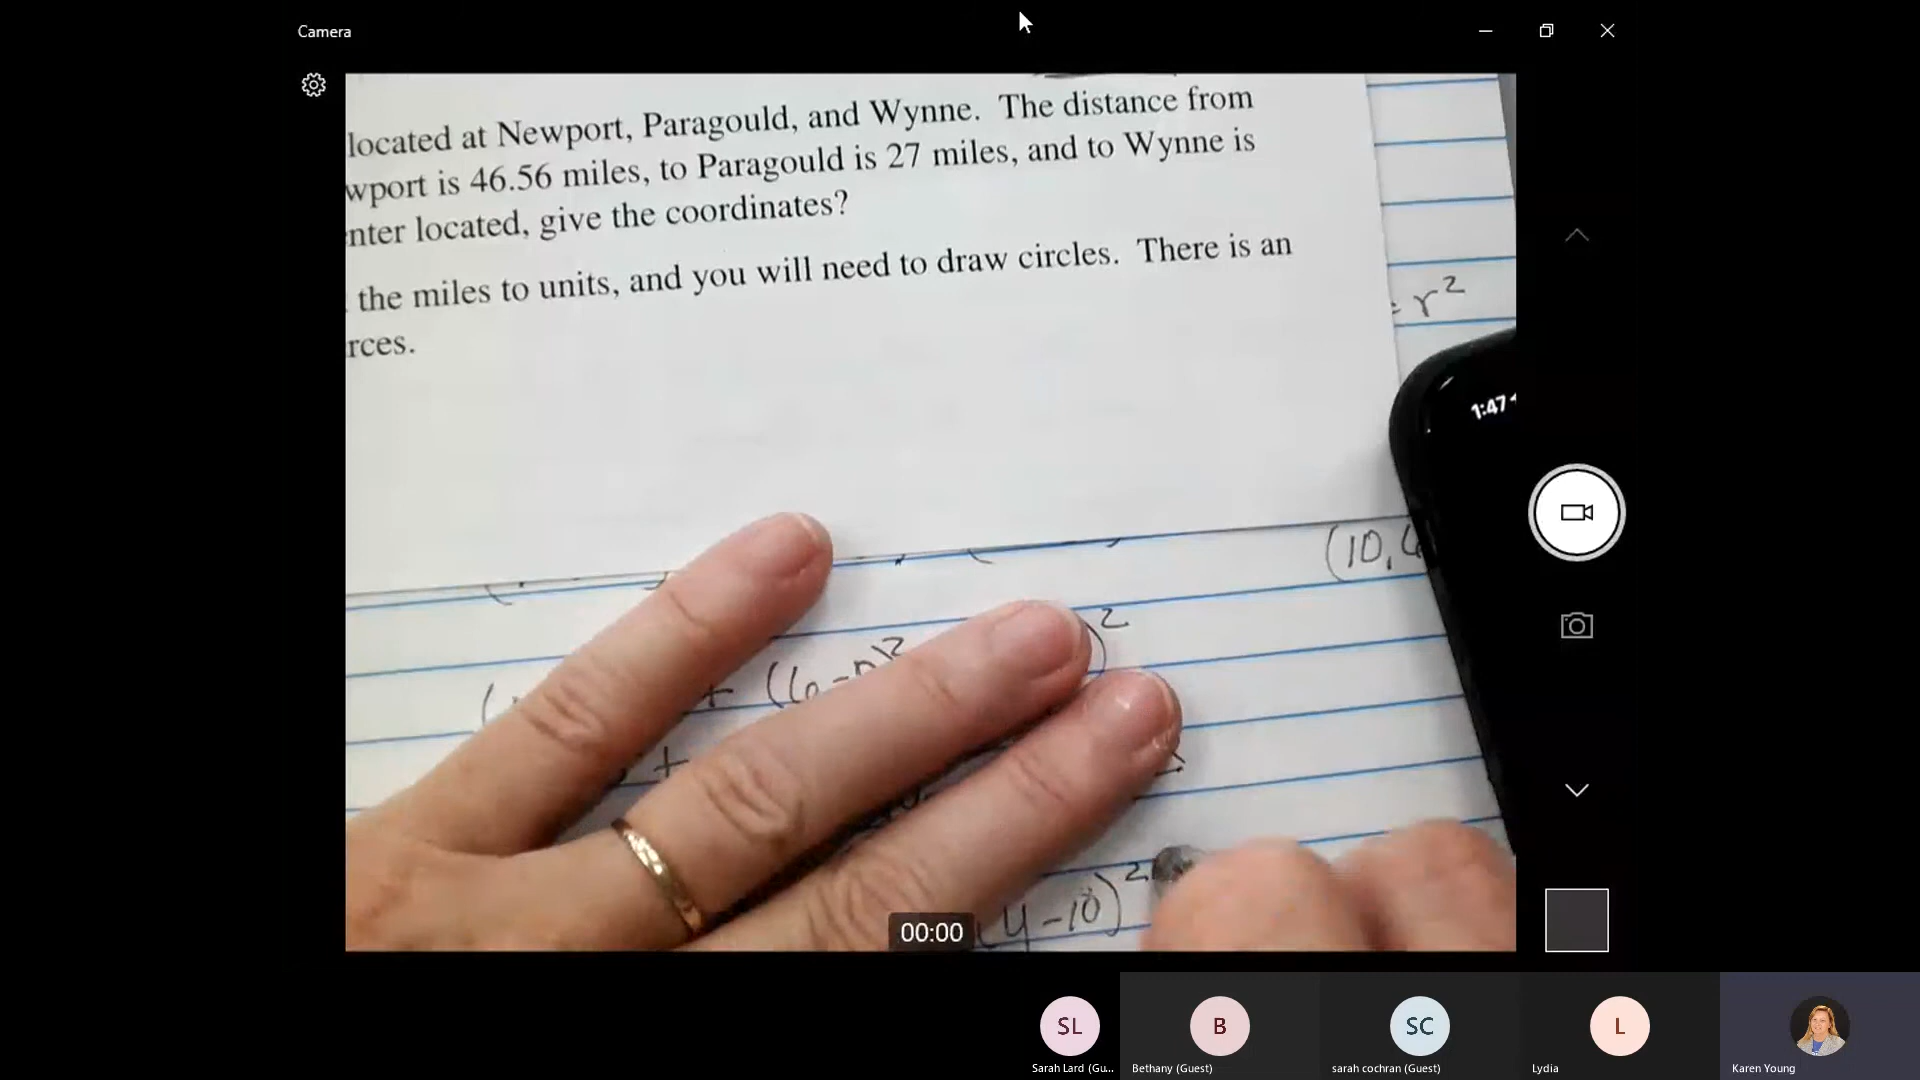 Camera
located at Newport, Paragould, and Wynne. The distance from
wport is 46.56 miles, to Paragould is 27 miles, and to Wynne is
nter located, give the coordinates?
the miles to units, and you will need to draw circles. There is an
rces.
= r²
1:47
(10,
+ (6-
)²
+
y-10)²
00:00
SL
B
SC
L
Sarah Lard (Gu...
Bethany (Guest)
sarah cochran (Guest)
Lydia
Karen Young